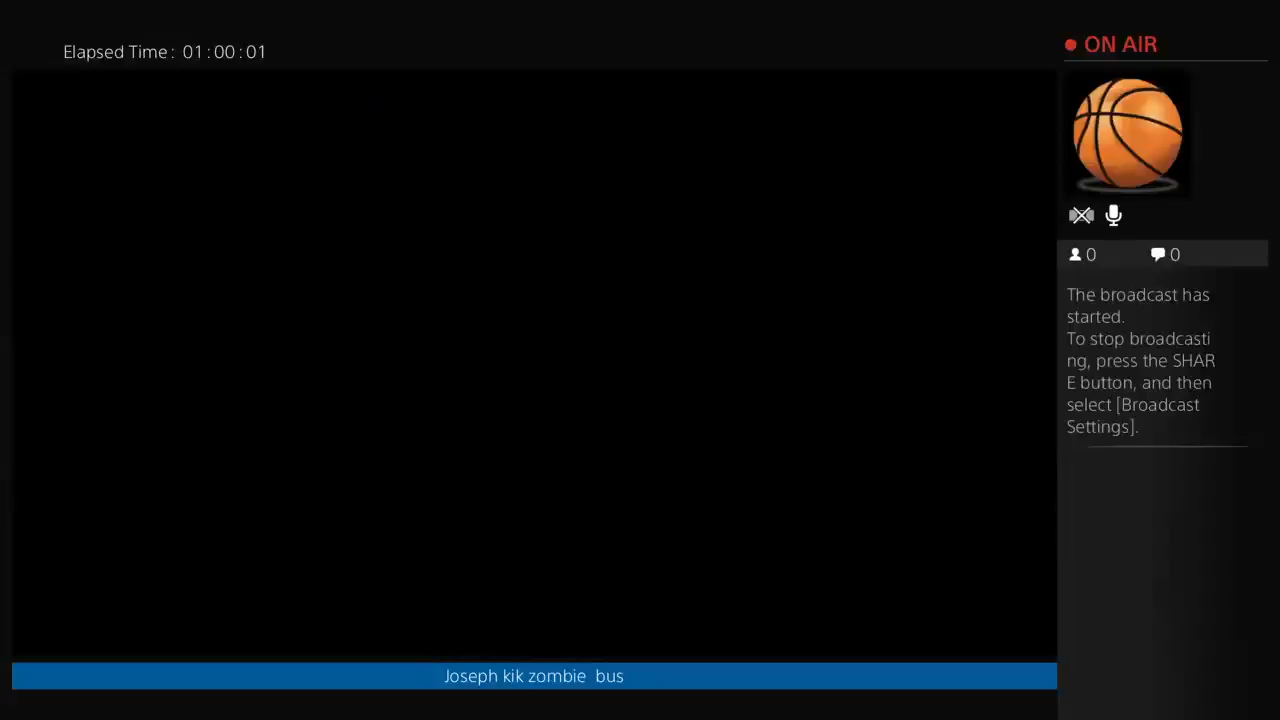 Elapsed Time: 01:00:01
ON AIR
0 0
The broadcast has
started.
To stop broadcasti
ng, press the SHAR
E button, and then
select [Broadcast
Settings].
Joseph kik zombie  bus